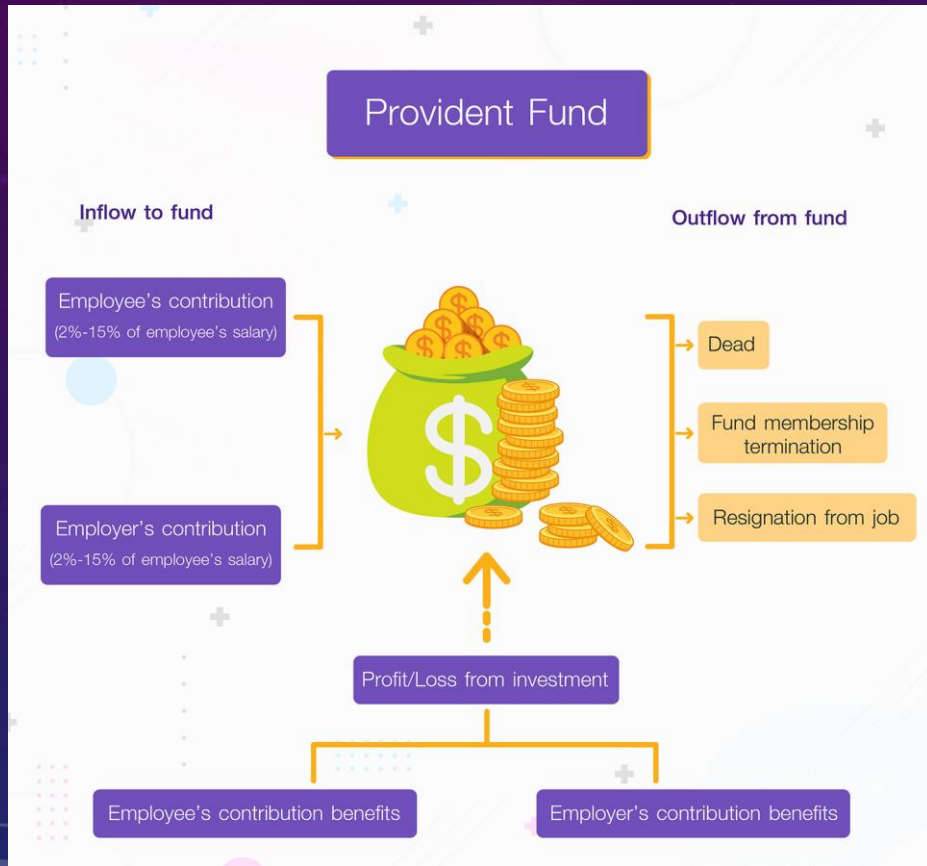 Provident Fund
Inflow to fund
Outflow from fund
Employee's contribution
(2%-15% of employee's salary)
Employer's contribution
(2%-15% of employee's salary)
$
Dead
Fund membership
termination
Resignation from job
Profit/Loss from investment
Employee's contribution benefits
Employer's contribution benefits